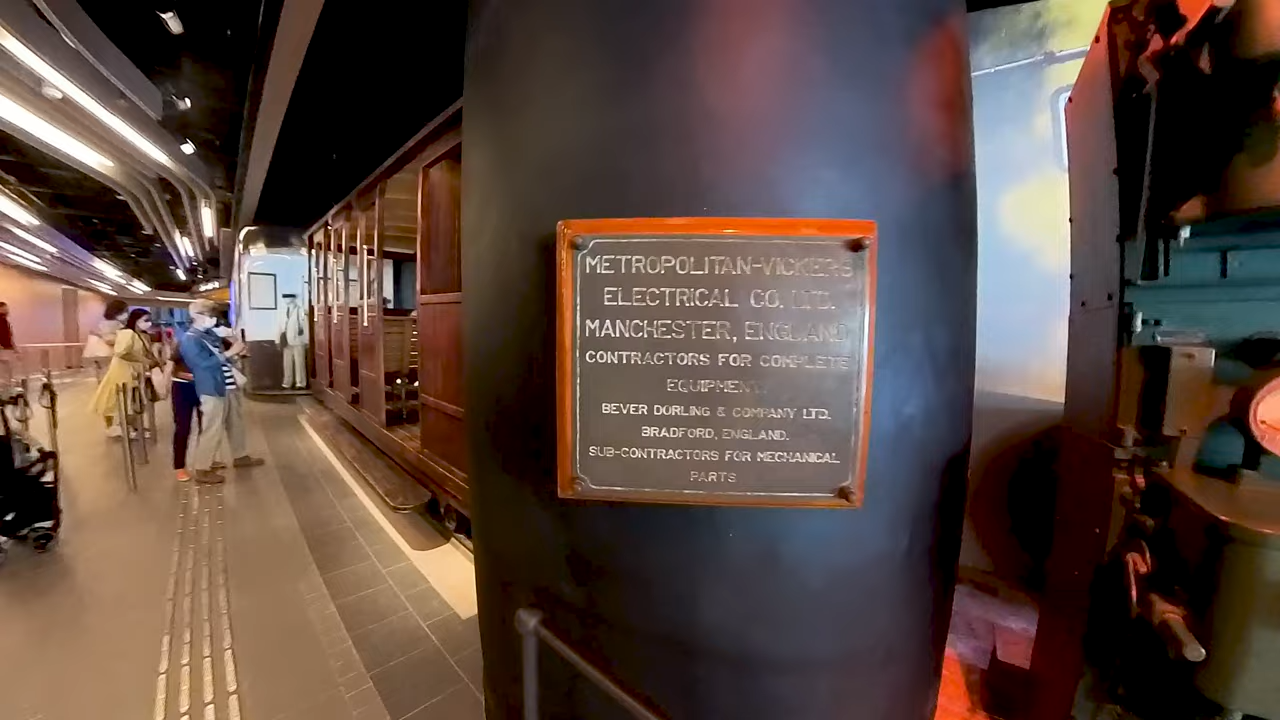 METROPOLITAN-VICKERS
ELECTRICAL CO. LTD.
MANCHESTER, ENGLAND
CONTRACTORS FOR COMPLETE
EQUIPMENT.
BEVER DORLING & COMPANY LTD.
BRADFORD, ENGLAND.
SUB-CONTRACTORS FOR MECHANICAL
PARTS